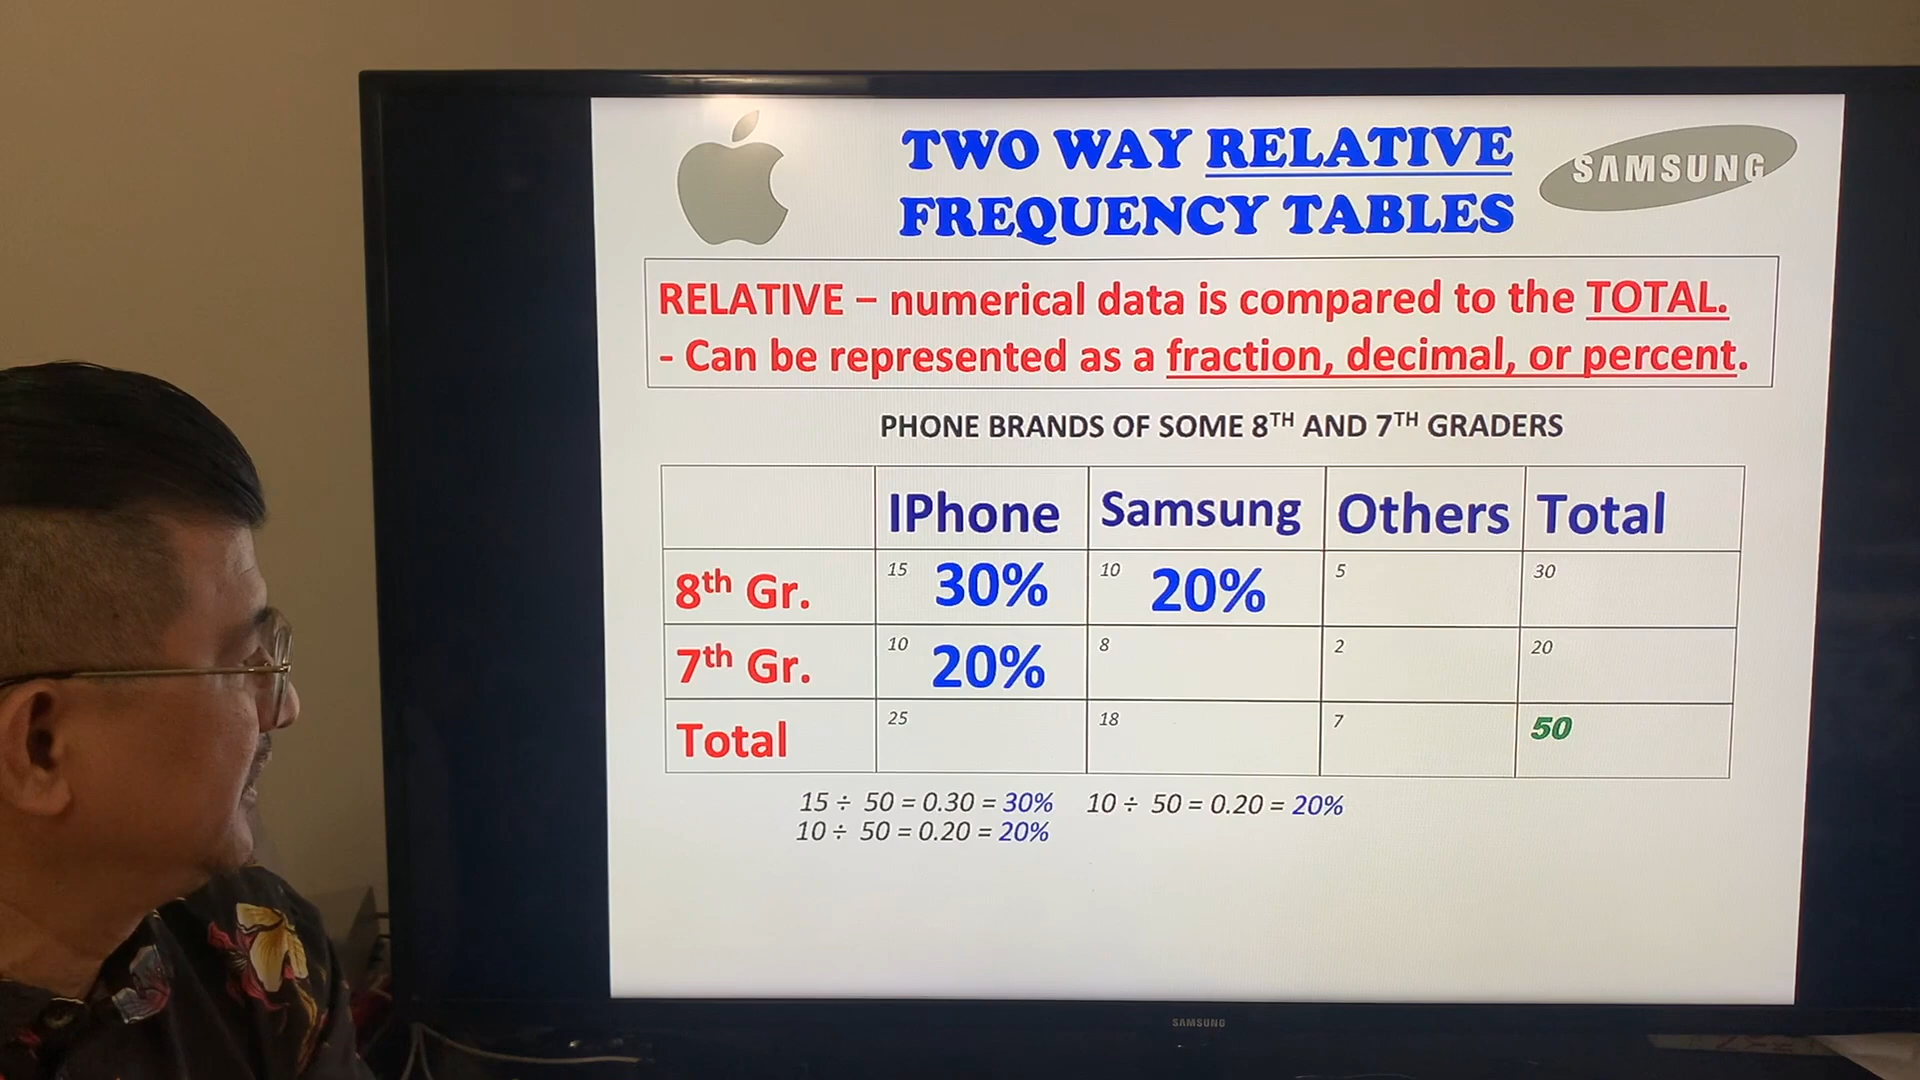 TWO WAY RELATIVE
FREQUENCY TABLES
SAMSUNG
RELATIVE – numerical data is compared to the TOTAL.
- Can be represented as a fraction, decimal, or percent.
PHONE BRANDS OF SOME 8TH AND 7TH GRADERS
IPhone Samsung Others Total
8th Gr. 15 30% 10 20% 5 30
7th Gr. 10 20% 8 2 20
Total 25 18 7 50
15 ÷ 50 = 0.30 = 30% 10 ÷ 50 = 0.20 = 20%
10 ÷ 50 = 0.20 = 20%
SAMSUNG